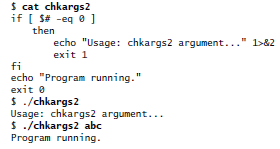 $ cat chkargs2
if [ $# -eq 0 ]
then
echo "Usage: chkargs2 argument..." 1>&2
exit 1
fi
echo "Program running."
exit 0
$ ./chkargs2
Usage: chkargs2 argument...
$ ./chkargs2 abc
Program running.